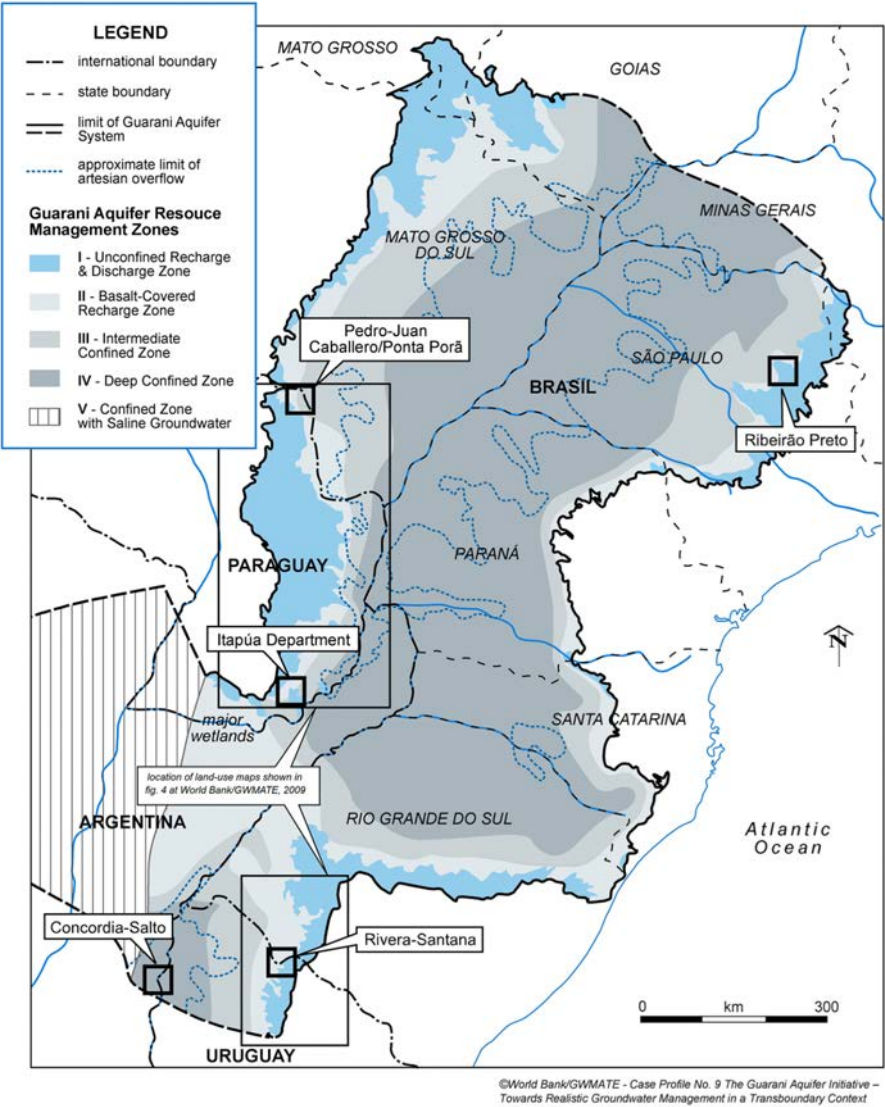 LEGEND
international boundary
state boundary
limit of Guarani Aquifer
System
approximate limit of
artesian overflow
Guarani Aquifer Resouce
Management Zones
I - Unconfined Recharge
& Discharge Zone
II - Basalt-Covered
Recharge Zone
III - Intermediate
Confined Zone
IV - Deep Confined Zone
V - Confined Zone
with Saline Groundwater
MATO GROSSO
GOIAS
MINAS GERAIS
MATO GROSSO
DO SUL
Pedro-Juan
Caballero/Ponta Porã
SÃO PAULO
BRASIL
Ribeirão Preto
PARANÁ
PARAGUAY
Itapúa Department
N
major
wetlands
SANTA CATARINA
location of land-use maps shown in
fig. 4 at World Bank/GWMATE, 2009
ARGENTINA
RIO GRANDE DO SUL
Atlantic
Ocean
Concordia-Salto
Rivera-Santana
0 km 300
URUGUAY
©World Bank/GWMATE - Case Profile No. 9 The Guarani Aquifer Initiative –
Towards Realistic Groundwater Management in a Transboundary Context